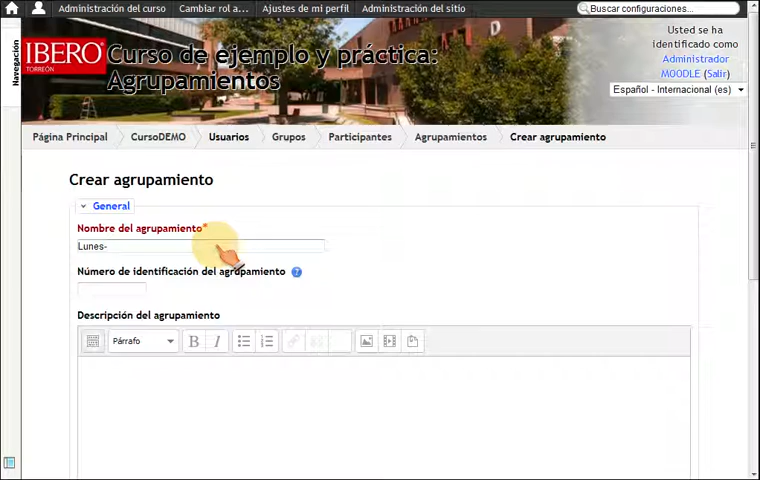 Administración del curso Cambiar rol a... Ajustes de mi perfil Administración del sitio Buscar configuraciones...
Navegación
IBERO
TORREÓN
Curso de ejemplo y práctica:
Agrupamientos
Usted se ha
identificado como
Administrador
MOODLE (Salir)
Español - Internacional (es)
Página Principal CursoDEMO Usuarios Grupos Participantes Agrupamientos Crear agrupamiento
Crear agrupamiento
General
Nombre del agrupamiento*
Lunes-
Número de identificación del agrupamiento ?
Descripción del agrupamiento
Párrafo B I